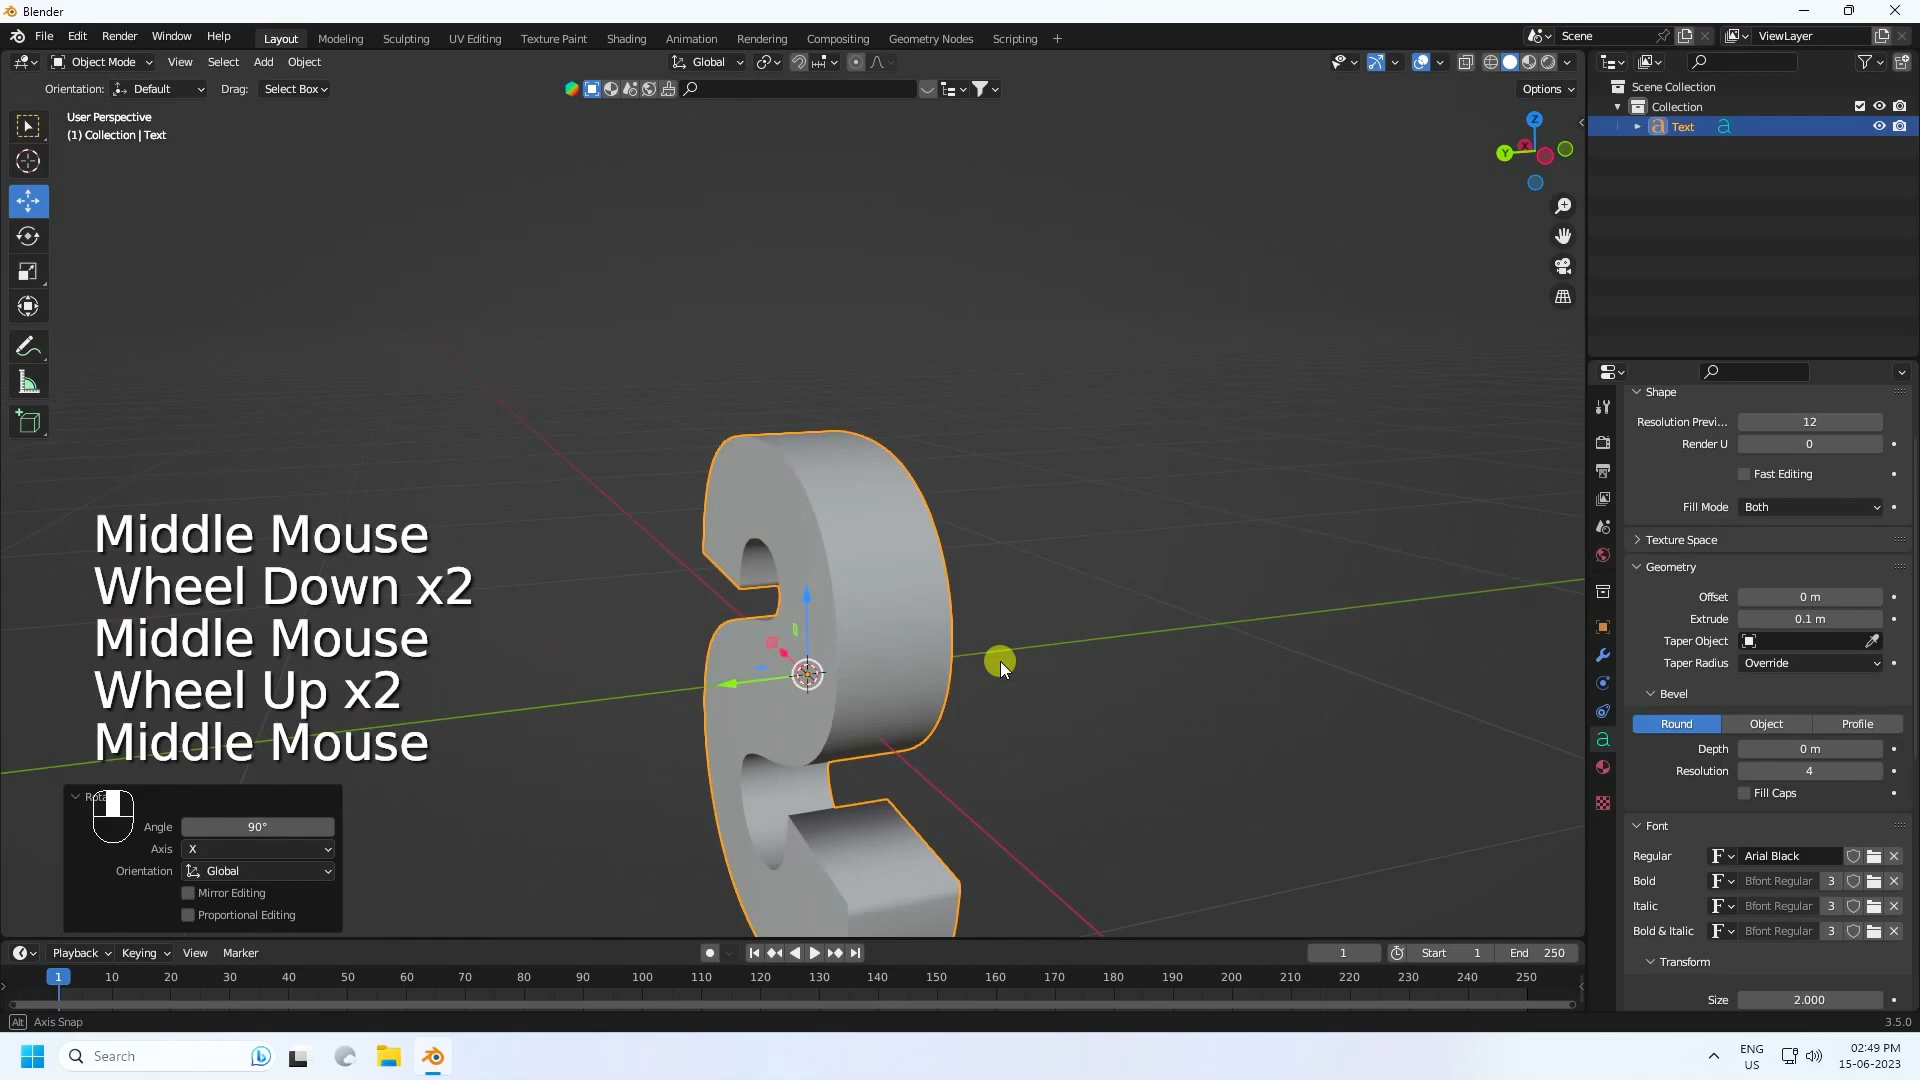 Blender
File Edit Render Window Help
Layout Modeling Sculpting UV Editing Texture Paint Shading Animation Rendering Compositing Geometry Nodes Scripting +
Scene
ViewLayer
Object Mode View Select Add Object
Global
Orientation: Default Drag: Select Box
Options
User Perspective
(1) Collection | Text
Z
X
Y
Scene Collection
Collection
Text
Shape
Resolution Previ... 12
Render U 0
Fast Editing
Fill Mode Both
Texture Space
Geometry
Offset 0 m
Extrude 0.1 m
Taper Object
Taper Radius Override
Bevel
Round Object Profile
Depth 0 m
Resolution 4
Fill Caps
Font
Regular Arial Black
Bold Bfont Regular 3
Italic Bfont Regular 3
Bold & Italic Bfont Regular 3
Transform
Size 2.000
Middle Mouse
Wheel Down x2
Middle Mouse
Wheel Up x2
Middle Mouse
Angle 90°
Axis X
Orientation Global
Mirror Editing
Proportional Editing
Playback Keying View Marker
1 Start 1 End 250
1 10 20 30 40 50 60 70 80 90 100 110 120 130 140 150 160 170 180 190 200 210 220 230 240 250
Alt Axis Snap
3.5.0
Search
ENG
US
02:49 PM
15-06-2023